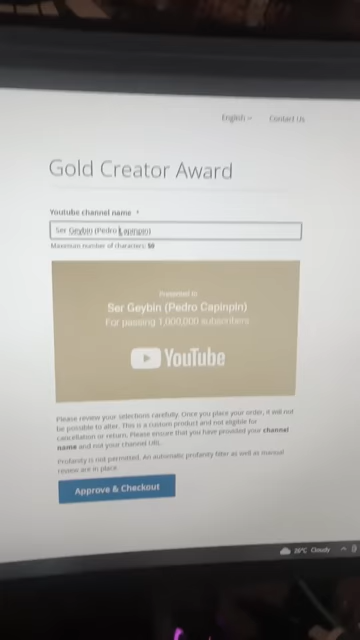 English
Contact Us
Gold Creator Award
Youtube channel name *
Ser Geybin (Pedro Capinpin)
Maximum number of characters: 50
Presented to
Ser Geybin (Pedro Capinpin)
For passing 1,000,000 subscribers
YouTube
Please review your selections carefully. Once you place your order, it will not
be possible to alter. This is a custom product and not eligible for
cancellation or return. Please ensure that you have provided your channel
name and not your channel URL.
Profanity is not permitted. An automatic profanity filter as well as manual
review are in place.
Approve & Checkout
Cloudy